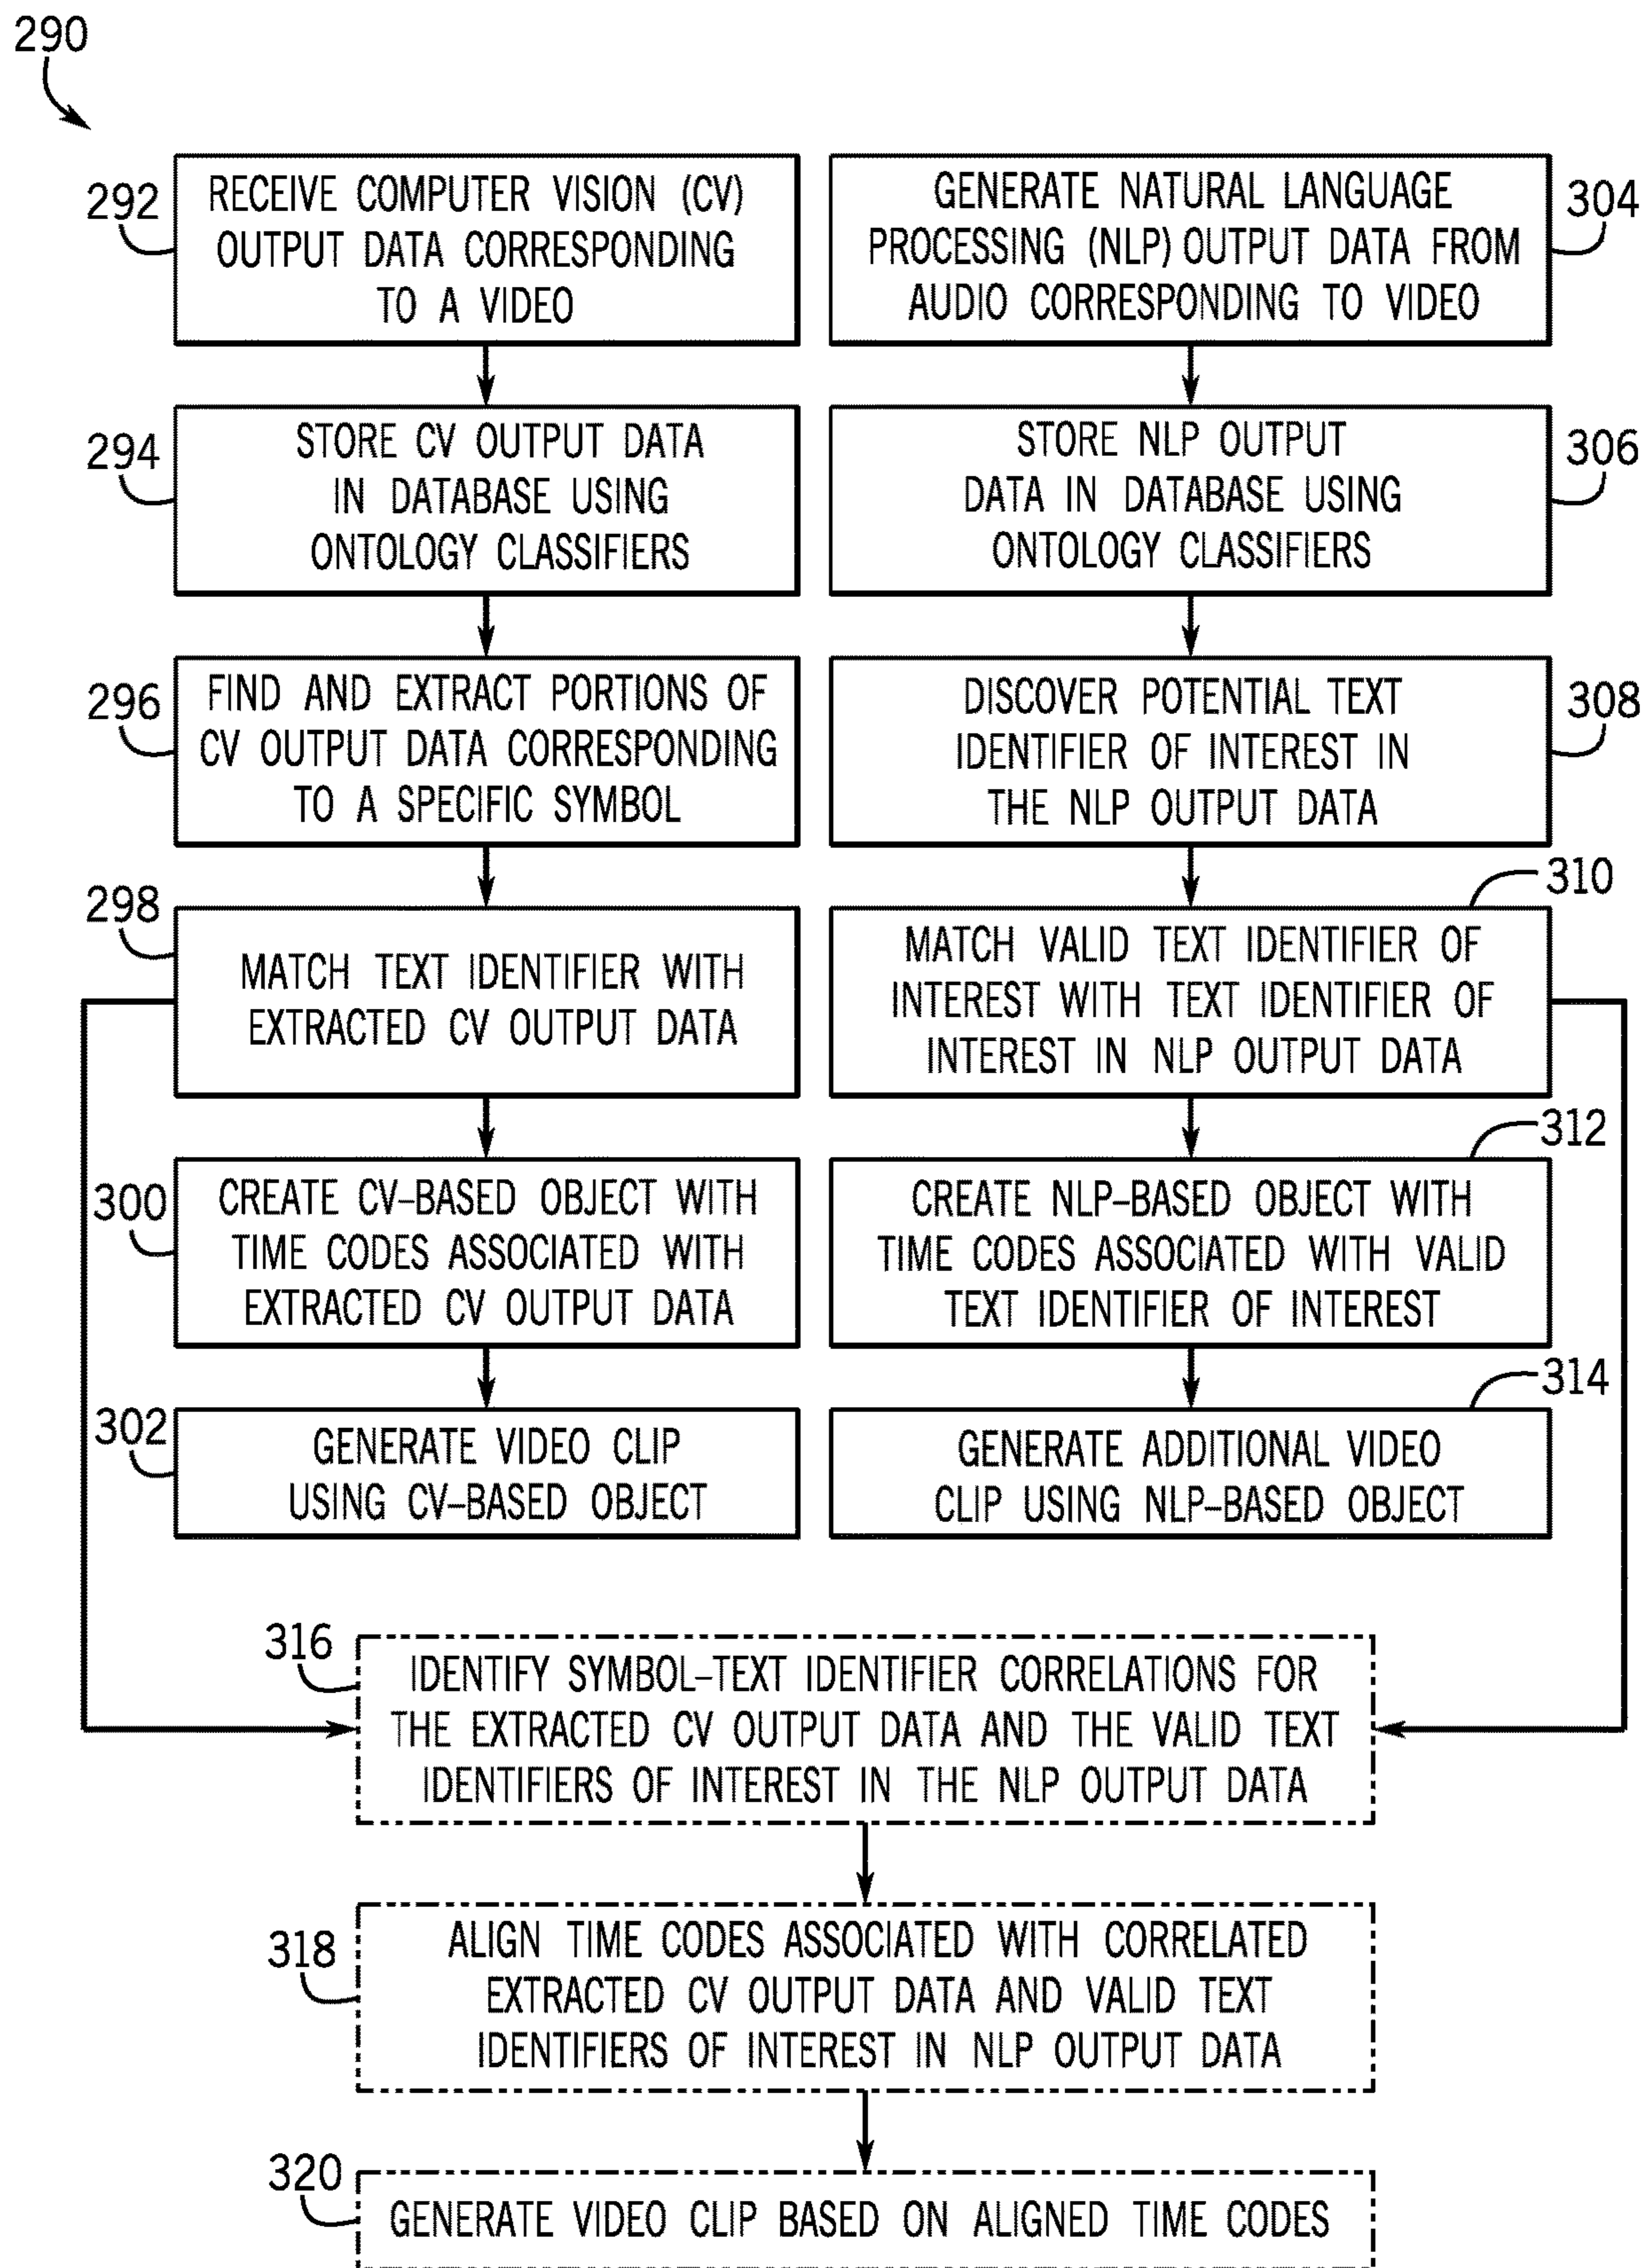 290
292
RECEIVE COMPUTER VISION (CV)
OUTPUT DATA CORRESPONDING
TO A VIDEO
294
STORE CV OUTPUT DATA
IN DATABASE USING
ONTOLOGY CLASSIFIERS
296
FIND AND EXTRACT PORTIONS OF
CV OUTPUT DATA CORRESPONDING
TO A SPECIFIC SYMBOL
298
MATCH TEXT IDENTIFIER WITH
EXTRACTED CV OUTPUT DATA
300
CREATE CV-BASED OBJECT WITH
TIME CODES ASSOCIATED WITH
EXTRACTED CV OUTPUT DATA
302
GENERATE VIDEO CLIP
USING CV-BASED OBJECT
304
GENERATE NATURAL LANGUAGE
PROCESSING (NLP) OUTPUT DATA FROM
AUDIO CORRESPONDING TO VIDEO
306
STORE NLP OUTPUT
DATA IN DATABASE USING
ONTOLOGY CLASSIFIERS
308
DISCOVER POTENTIAL TEXT
IDENTIFIER OF INTEREST IN
THE NLP OUTPUT DATA
310
MATCH VALID TEXT IDENTIFIER OF
INTEREST WITH TEXT IDENTIFIER OF
INTEREST IN NLP OUTPUT DATA
312
CREATE NLP-BASED OBJECT WITH
TIME CODES ASSOCIATED WITH VALID
TEXT IDENTIFIER OF INTEREST
314
GENERATE ADDITIONAL VIDEO
CLIP USING NLP-BASED OBJECT
316
IDENTIFY SYMBOL-TEXT IDENTIFIER CORRELATIONS FOR
THE EXTRACTED CV OUTPUT DATA AND THE VALID TEXT
IDENTIFIERS OF INTEREST IN THE NLP OUTPUT DATA
318
ALIGN TIME CODES ASSOCIATED WITH CORRELATED
EXTRACTED CV OUTPUT DATA AND VALID TEXT
IDENTIFIERS OF INTEREST IN NLP OUTPUT DATA
320
GENERATE VIDEO CLIP BASED ON ALIGNED TIME CODES